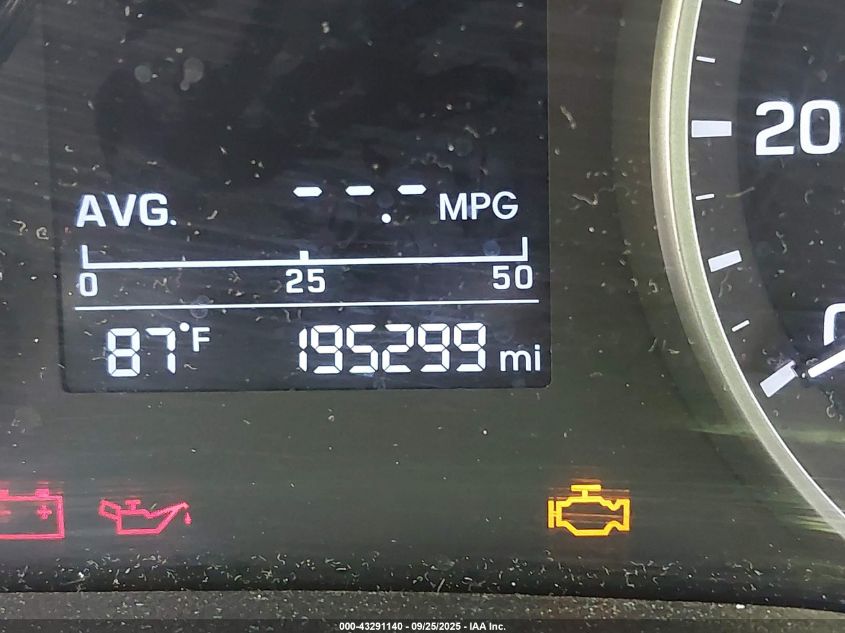 20
AVG. --.- MPG
0 25 50
87°F 195299 mi
000-43291140 - 09/25/2025 - IAA Inc.